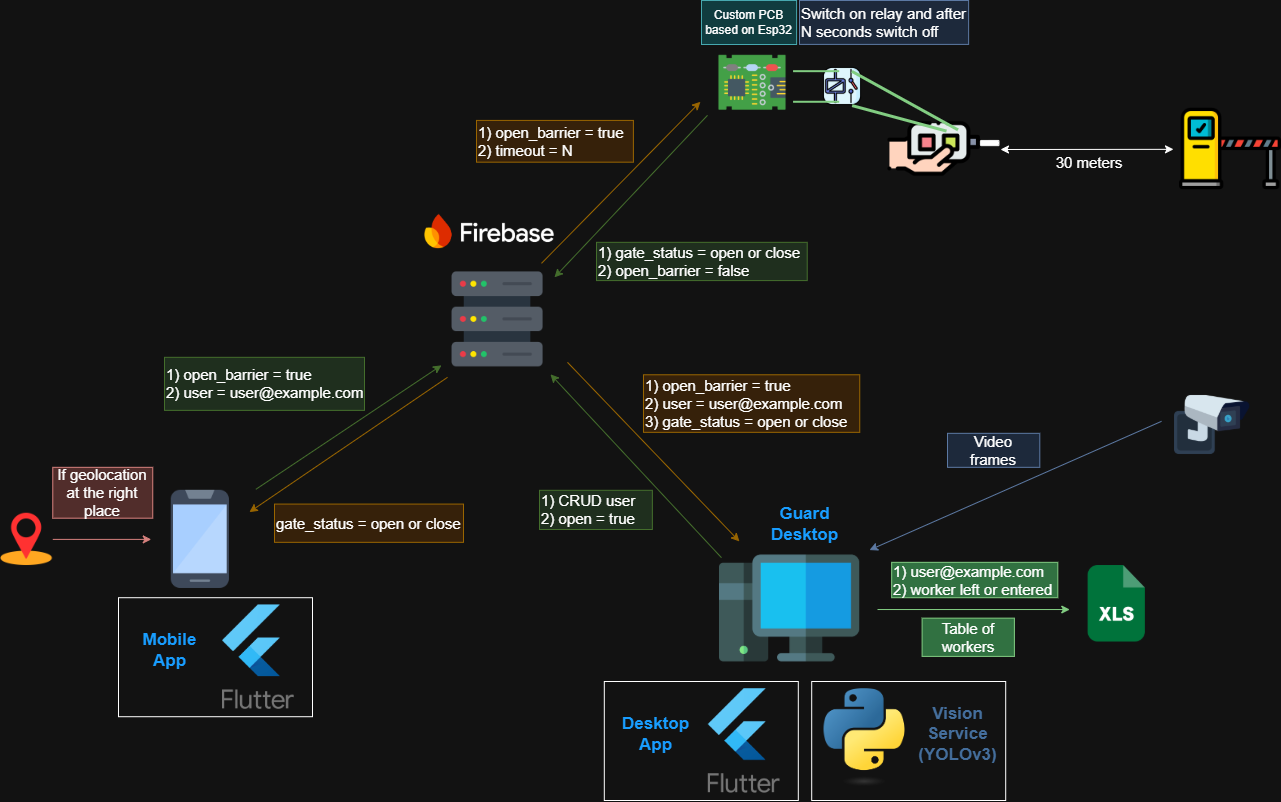 Custom PCB
based on Esp32
Switch on relay and after
N seconds switch off
1) open_barrier = true
2) timeout = N
30 meters
Firebase
1) gate_status = open or close
2) open_barrier = false
1) open_barrier = true
2) user = user@example.com
1) open_barrier = true
2) user = user@example.com
3) gate_status = open or close
Video
frames
If geolocation
at the right
place
gate_status = open or close
1) CRUD user
2) open = true
Guard
Desktop
1) user@example.com
2) worker left or entered
XLS
Table of
workers
Mobile
App
Flutter
Desktop
App
Flutter
Vision
Service
(YOLOv3)